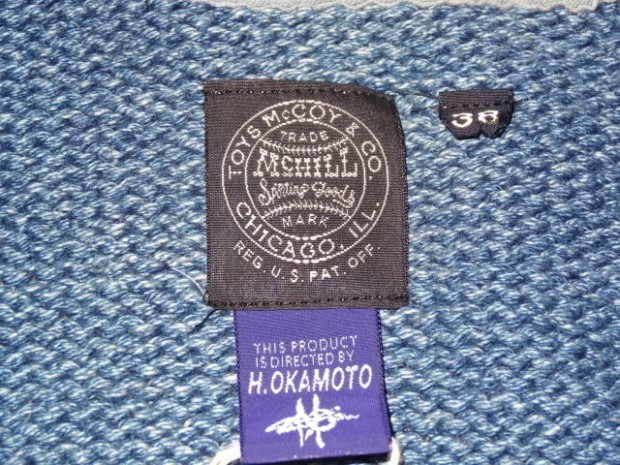 TOYS McCOY & CO.
TRADE
McHILL
Sporting Goods
MARK
CHICAGO, ILL.
REG. U.S. PAT. OFF.
38
THIS PRODUCT
IS DIRECTED BY
H.OKAMOTO